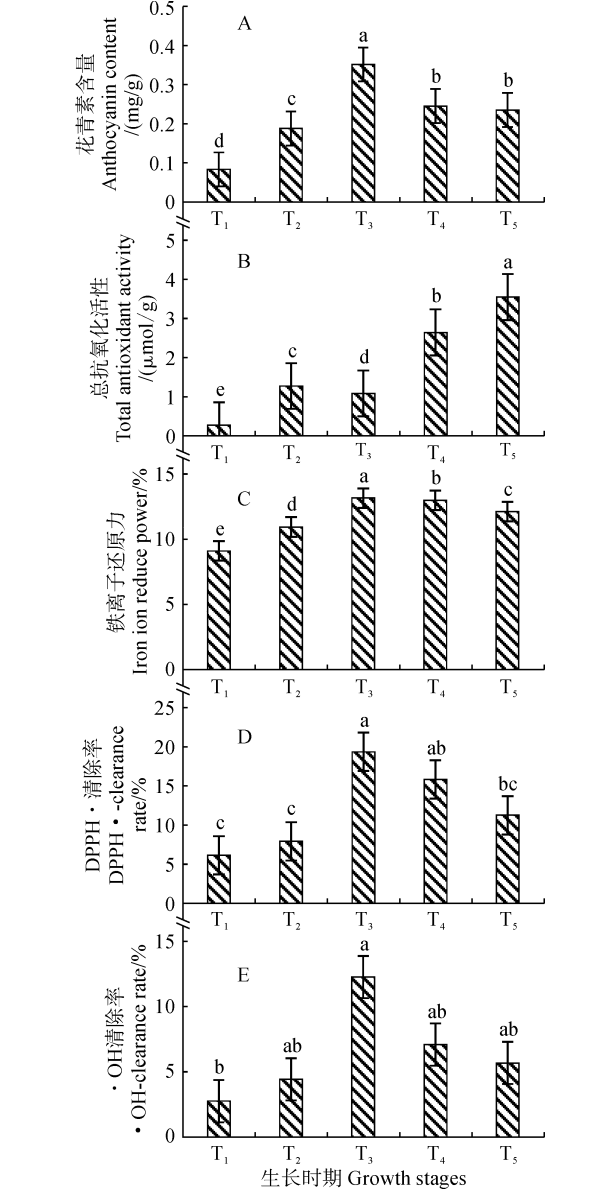 花青素含量
Anthocyanin content
/(mg/g)
A
0.5
0.4
0.3
0.2
0.1
0
d
c
a
b
b
T₁ T₂ T₃ T₄ T₅
总抗氧化活性
Total antioxidant activity
/(μmol/g)
B
5
4
3
2
1
0
e
c
d
b
a
T₁ T₂ T₃ T₄ T₅
铁离子还原力
Iron ion reduce power/%
C
15
10
5
0
e
d
a
b
c
T₁ T₂ T₃ T₄ T₅
DPPH·清除率
DPPH•-clearance
rate/%
D
25
20
15
10
5
0
c
c
a
ab
bc
T₁ T₂ T₃ T₄ T₅
·OH清除率
•OH-clearance rate/%
E
15
10
5
0
b
ab
a
ab
ab
T₁ T₂ T₃ T₄ T₅
生长时期 Growth stages